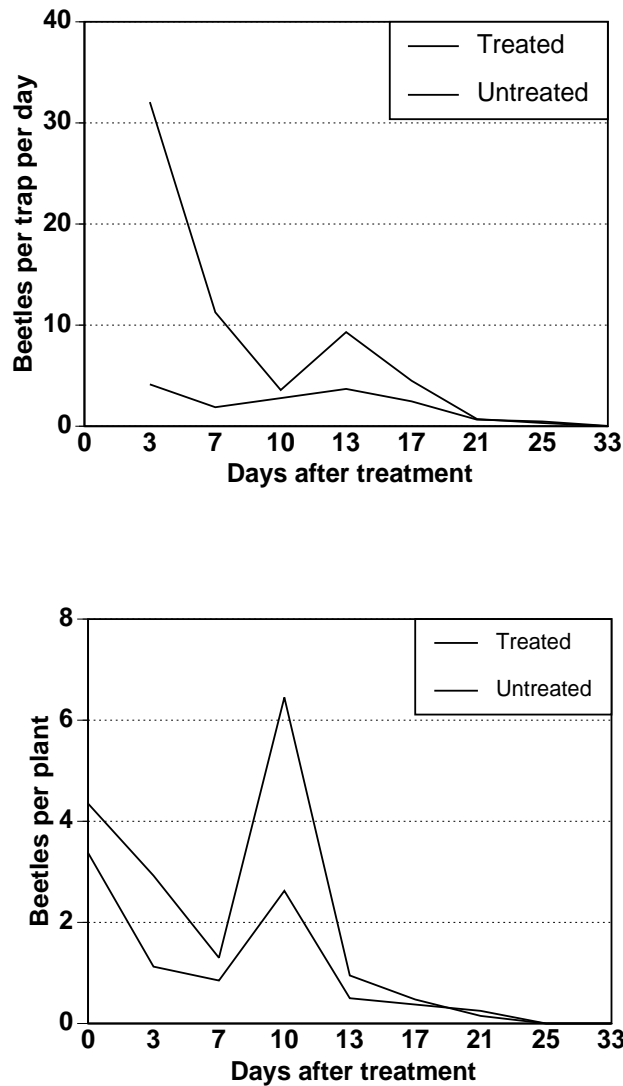 40
30
20
10
0
Beetles per trap per day
Treated
Untreated
0 3 7 10 13 17 21 25 33
Days after treatment
8
6
4
2
0
Beetles per plant
Treated
Untreated
0 3 7 10 13 17 21 25 33
Days after treatment